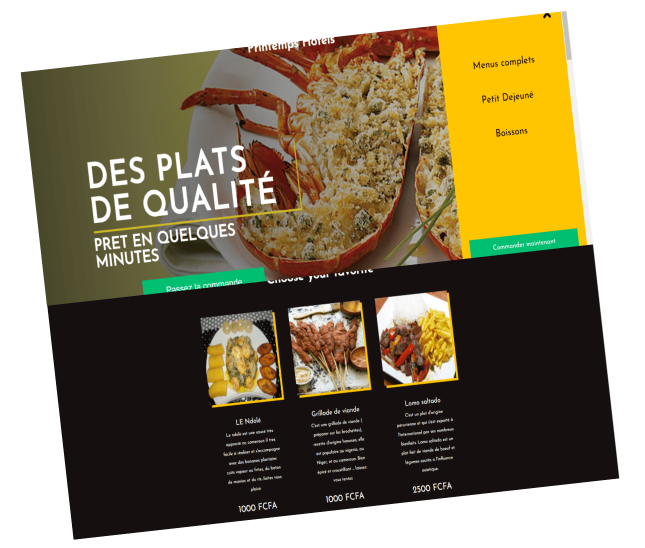 Printemps Hotels
Menus complets
Petit Dejeuné
Boissons
DES PLATS
DE QUALITÉ
PRET EN QUELQUES
MINUTES
Commander maintenant
Passez la commande
Choose your favorite
LE Ndolé
Le ndolé est une sauce très
apprecié au cameroun Il tres
facile à réaliser et s'accompagne
avec des bananes plantains
cuits vapeur ou frites, du baton
de manioc et du riz,faites vous
plaisir
1000 FCFA
Grillade de viande
C'est une grillade de viande (
préparer sur les brochettes),
recette d'origine haoussa, elle
est populaire au nigeria, au
Niger, et au cameroun. Bien
épicé et croustillant , laissez
vous tentez
1000 FCFA
Lomo saltado
C'est un plat d'origine
péruvienne et qui s'est exporté à
l'international par ses nombreux
bienfaits. Lomo saltado est un
plat fait de viande de boeuf et
légumes sautés, a l'influence
asiatique.
2500 FCFA